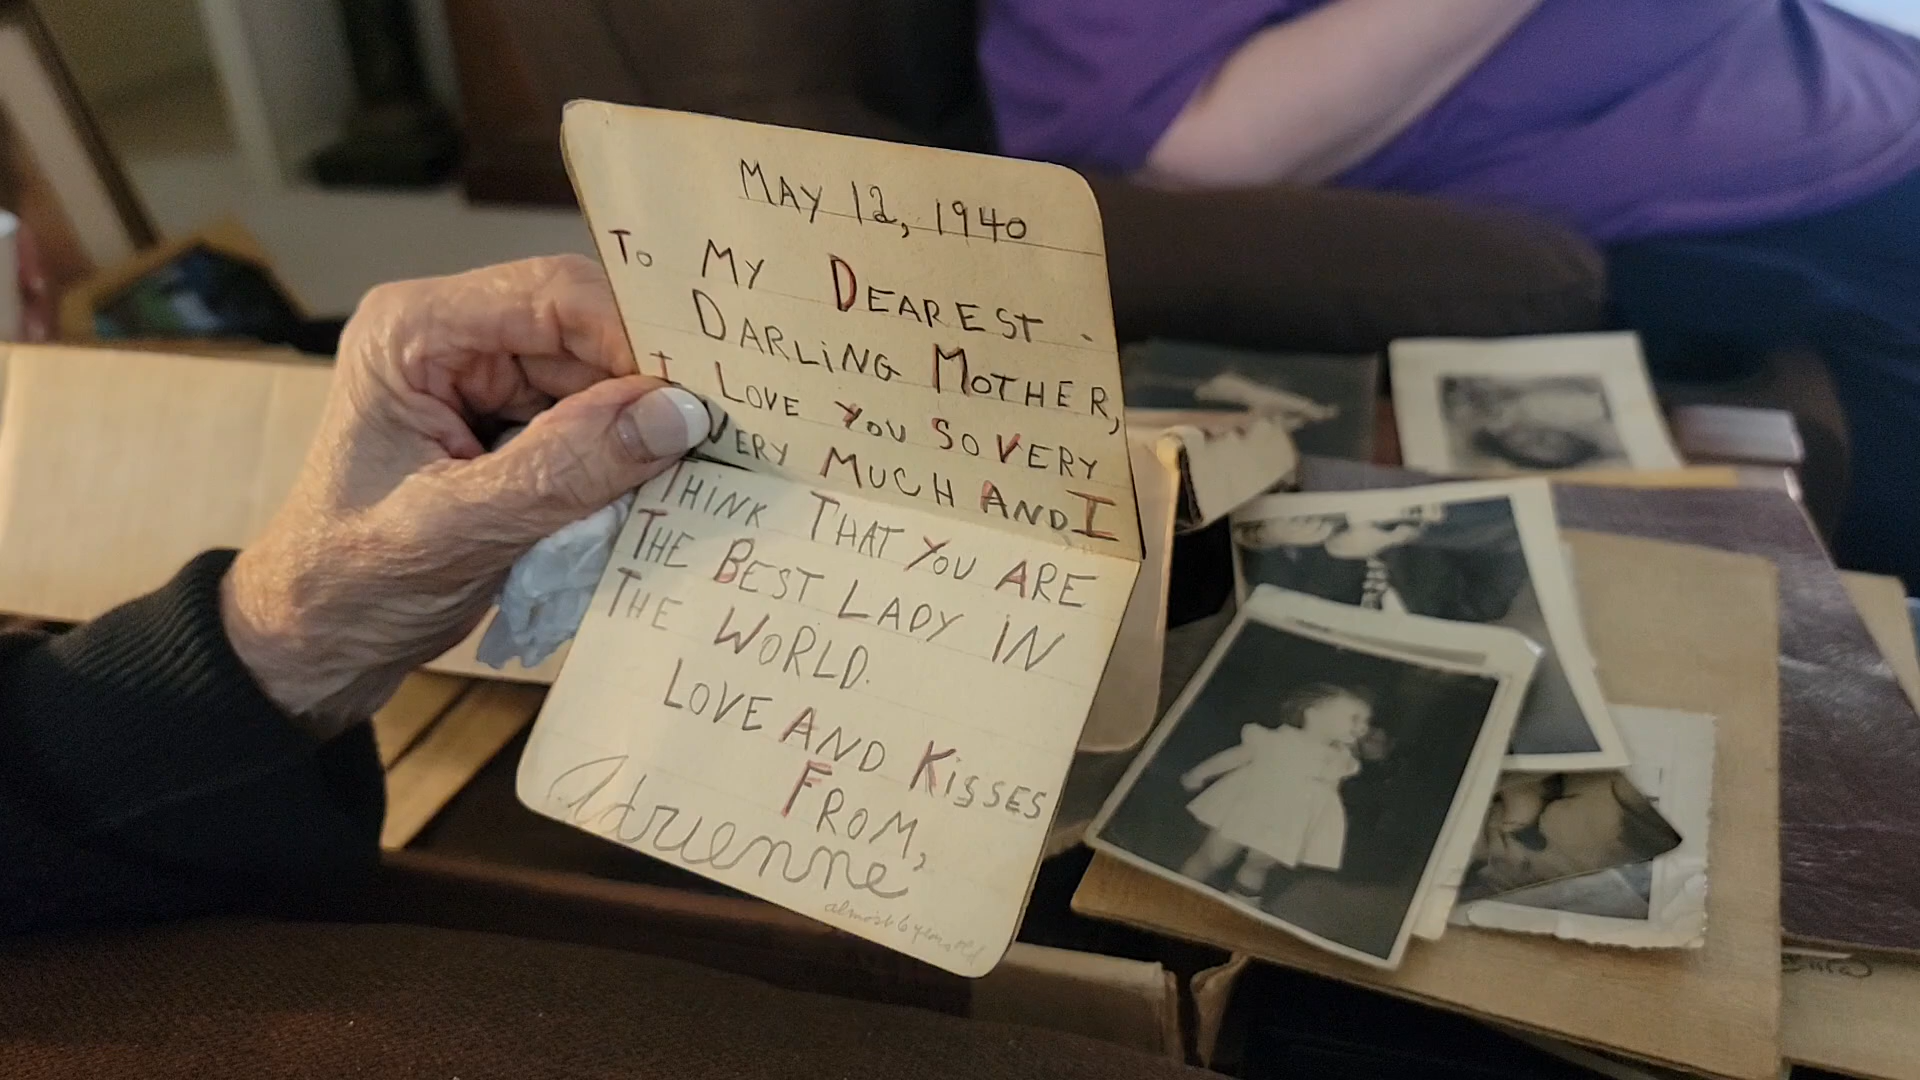 MAY 12, 1940
TO MY DEAREST
DARLING MOTHER,
I LOVE YOU SO VERY
VERY MUCH AND I
THINK THAT YOU ARE
THE BEST LADY IN
THE WORLD.
LOVE AND KISSES
FROM,
Adrienne
almost 6 years old